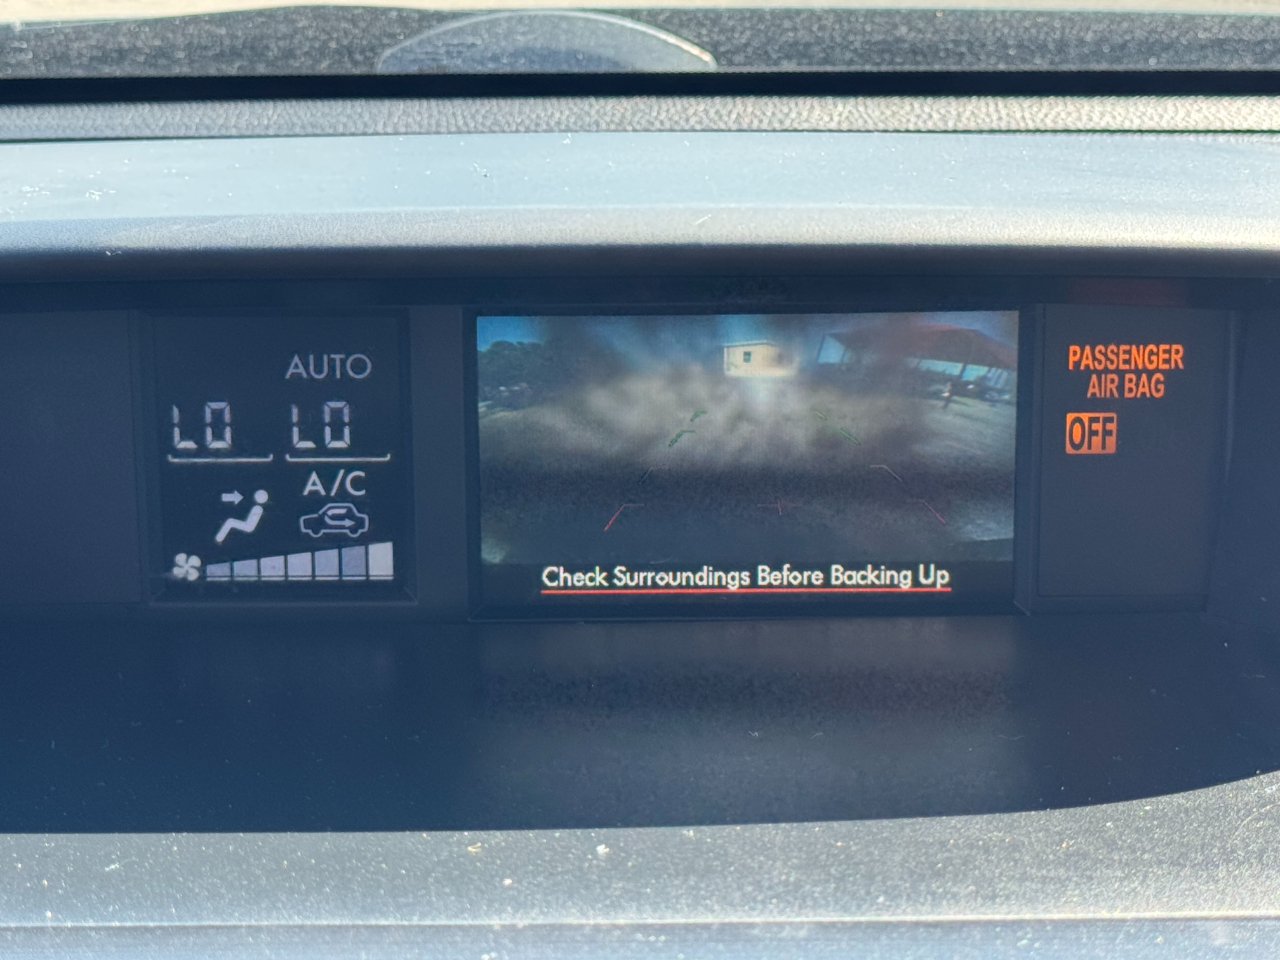 AUTO
LO LO
A/C
Check Surroundings Before Backing Up
PASSENGER
AIR BAG
OFF